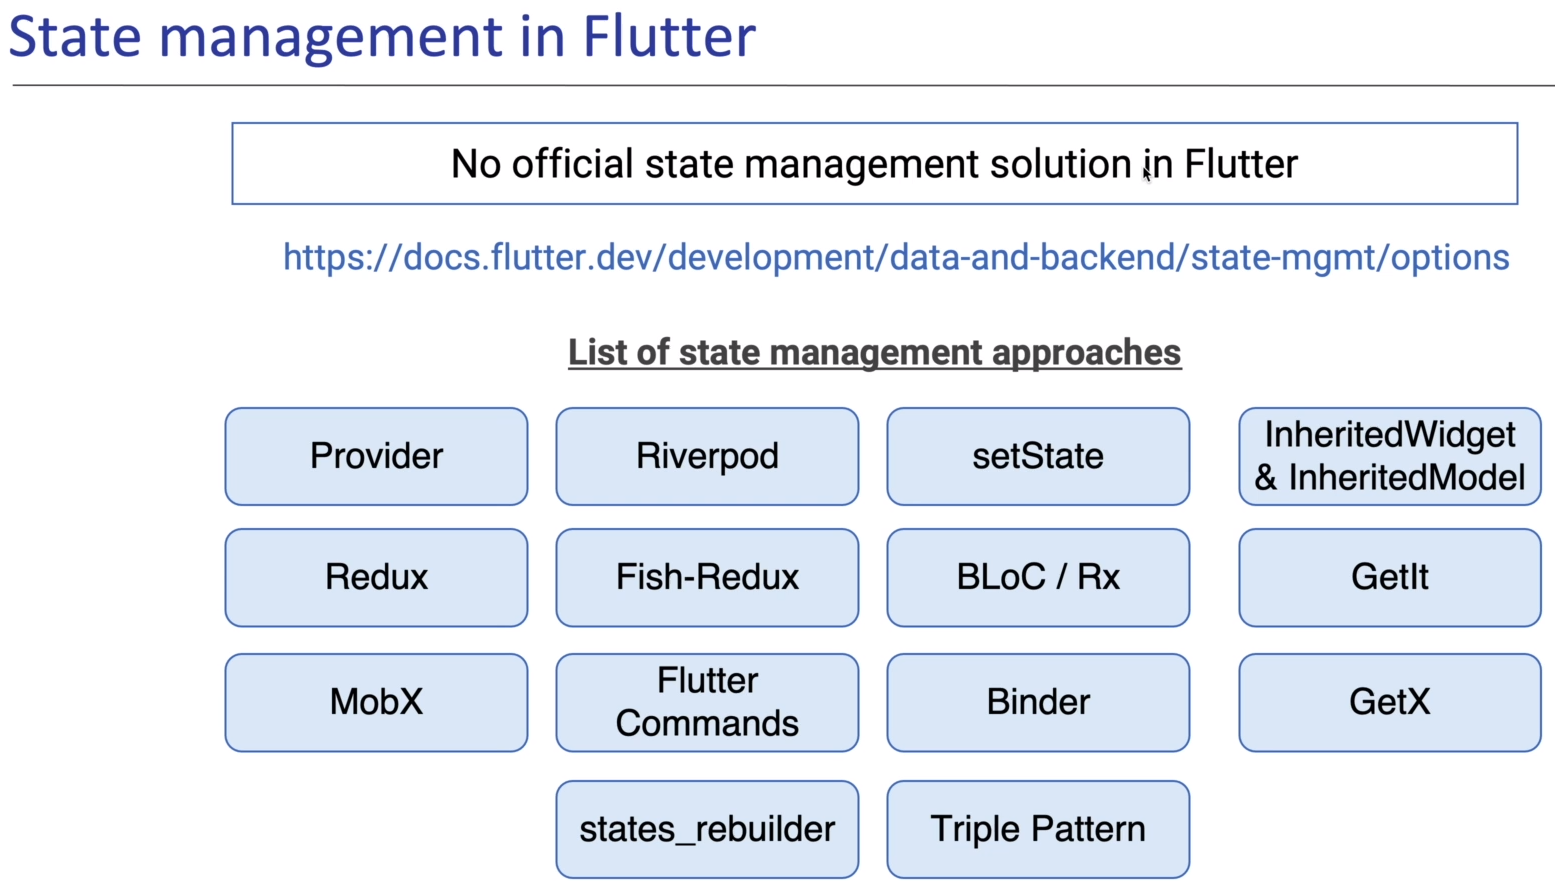 State management in Flutter
No official state management solution in Flutter
https://docs.flutter.dev/development/data-and-backend/state-mgmt/options
List of state management approaches
Provider
Riverpod
setState
InheritedWidget
& InheritedModel
Redux
Fish-Redux
BLoC / Rx
GetIt
MobX
Flutter
Commands
Binder
GetX
states_rebuilder
Triple Pattern